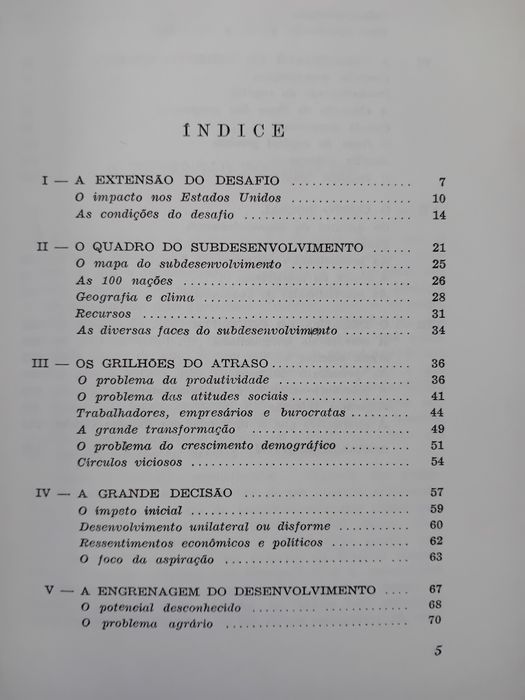 ÍNDICE
I — A EXTENSÃO DO DESAFIO .................. 7
O impacto nos Estados Unidos .................. 10
As condições do desafio ......................... 14
II — O QUADRO DO SUBDESENVOLVIMENTO ...... 21
O mapa do subdesenvolvimento .................. 25
As 100 nações .................................. 26
Geografia e clima ............................... 28
Recursos ........................................ 31
As diversas faces do subdesenvolvimento .......... 34
III — OS GRILHÕES DO ATRASO..................... 36
O problema da produtividade .................... 36
O problema das atitudes sociais.................. 41
Trabalhadores, empresários e burocratas ......... 44
A grande transformação ........................ 49
O problema do crescimento demográfico .......... 51
Círculos viciosos ................................. 54
IV — A GRANDE DECISÃO ......................... 57
O ímpeto inicial ................................. 59
Desenvolvimento unilateral ou disforme ........... 60
Ressentimentos econômicos e políticos ............ 62
O foco da aspiração ............................. 63
V — A ENGRENAGEM DO DESENVOLVIMENTO .... 67
O potencial desconhecido ........................ 68
O problema agrário ............................ 70
5